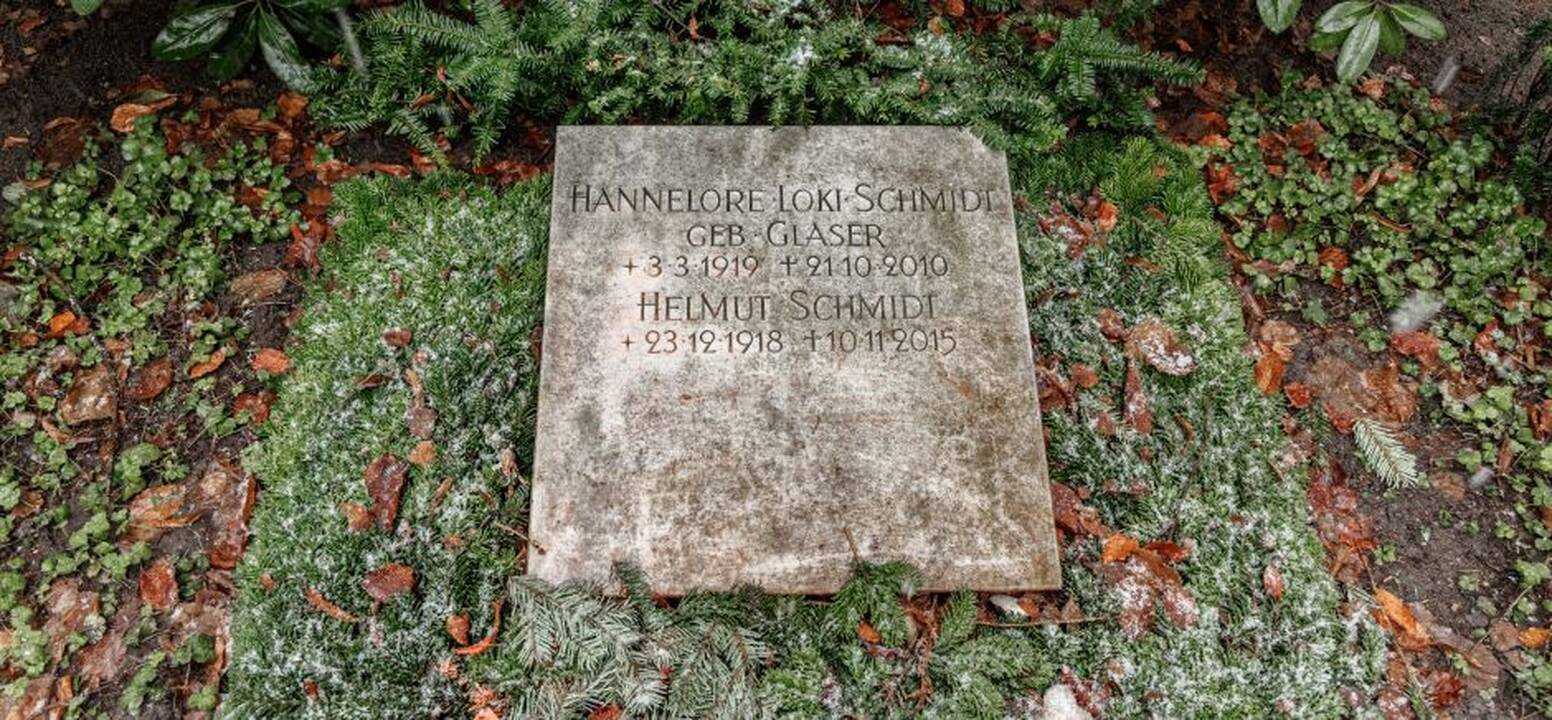 HANNELORE·LOKI·SCHMIDT
GEB·GLASER
+3·3·1919 †21·10·2010
HELMUT SCHMIDT
+23·12·1918 †10·11·2015